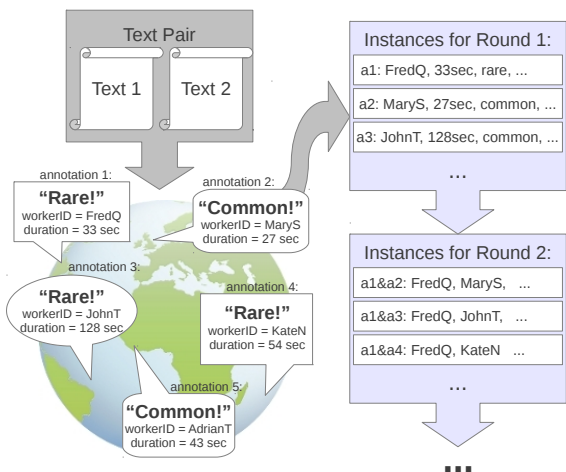 Text Pair
Text 1
Text 2
annotation 1:
“Rare!”
workerID = FredQ
duration = 33 sec
annotation 2:
“Common!”
workerID = MaryS
duration = 27 sec
annotation 3:
“Rare!”
workerID = JohnT
duration = 128 sec
annotation 4:
“Rare!”
workerID = KateN
duration = 54 sec
annotation 5:
“Common!”
workerID = AdrianT
duration = 43 sec
Instances for Round 1:
a1: FredQ, 33sec, rare, ...
a2: MaryS, 27sec, common, ...
a3: JohnT, 128sec, common, ...
...
Instances for Round 2:
a1&a2: FredQ, MaryS, ...
a1&a3: FredQ, JohnT, ...
a1&a4: FredQ, KateN ...
...
...